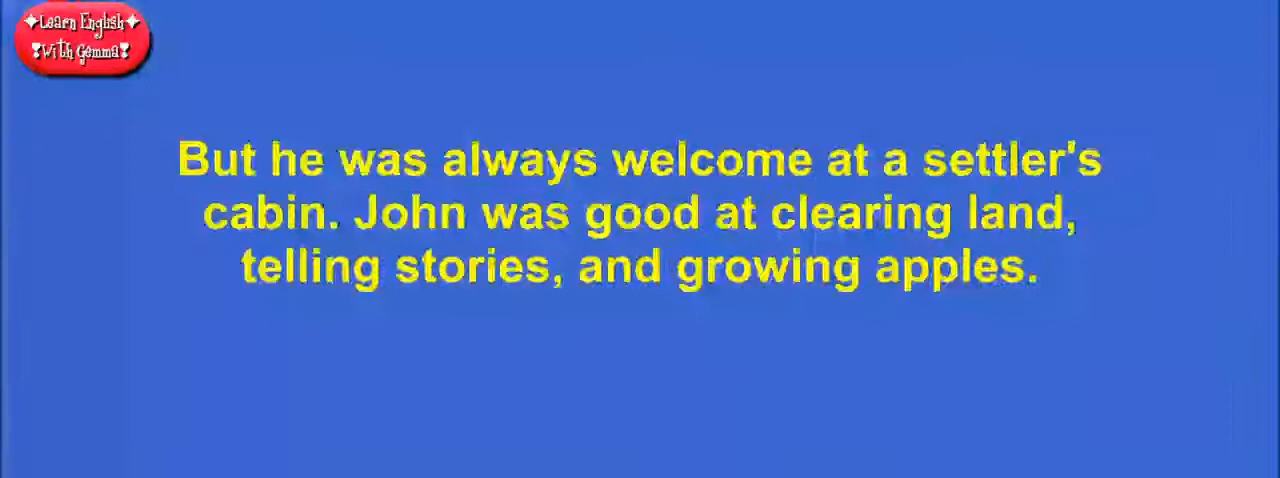 Learn English
With Gemma
But he was always welcome at a settler's
cabin. John was good at clearing land,
telling stories, and growing apples.